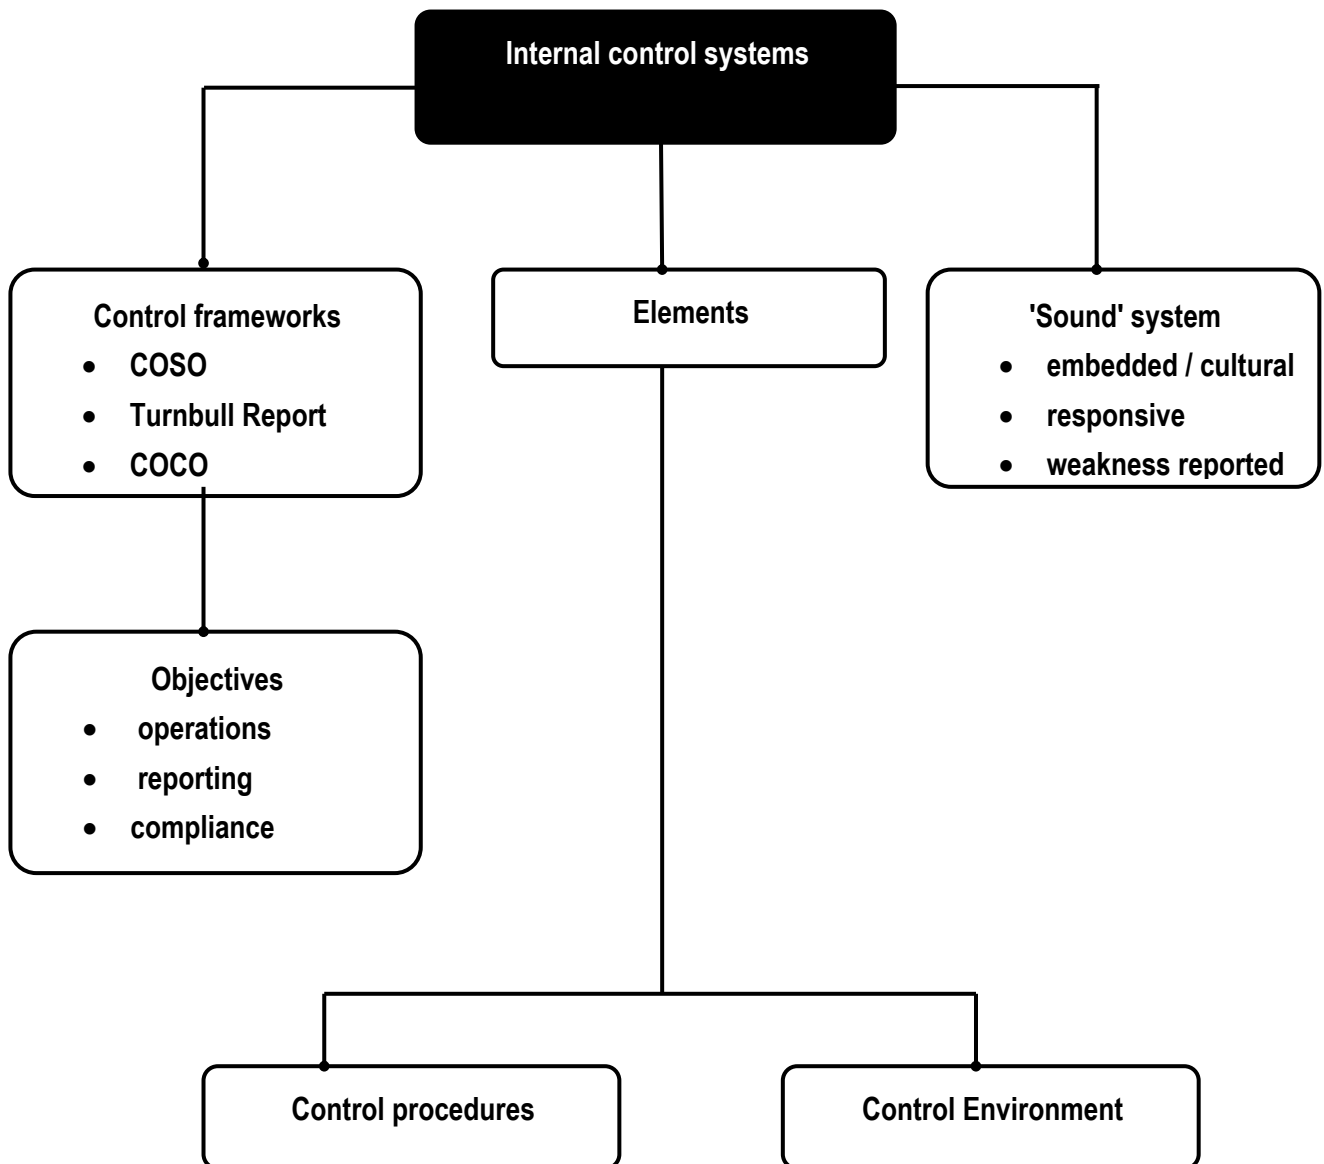 Internal control systems
Control frameworks
• COSO
• Turnbull Report
• COCO
Elements
'Sound' system
• embedded / cultural
• responsive
• weakness reported
Objectives
• operations
• reporting
• compliance
Control procedures
Control Environment